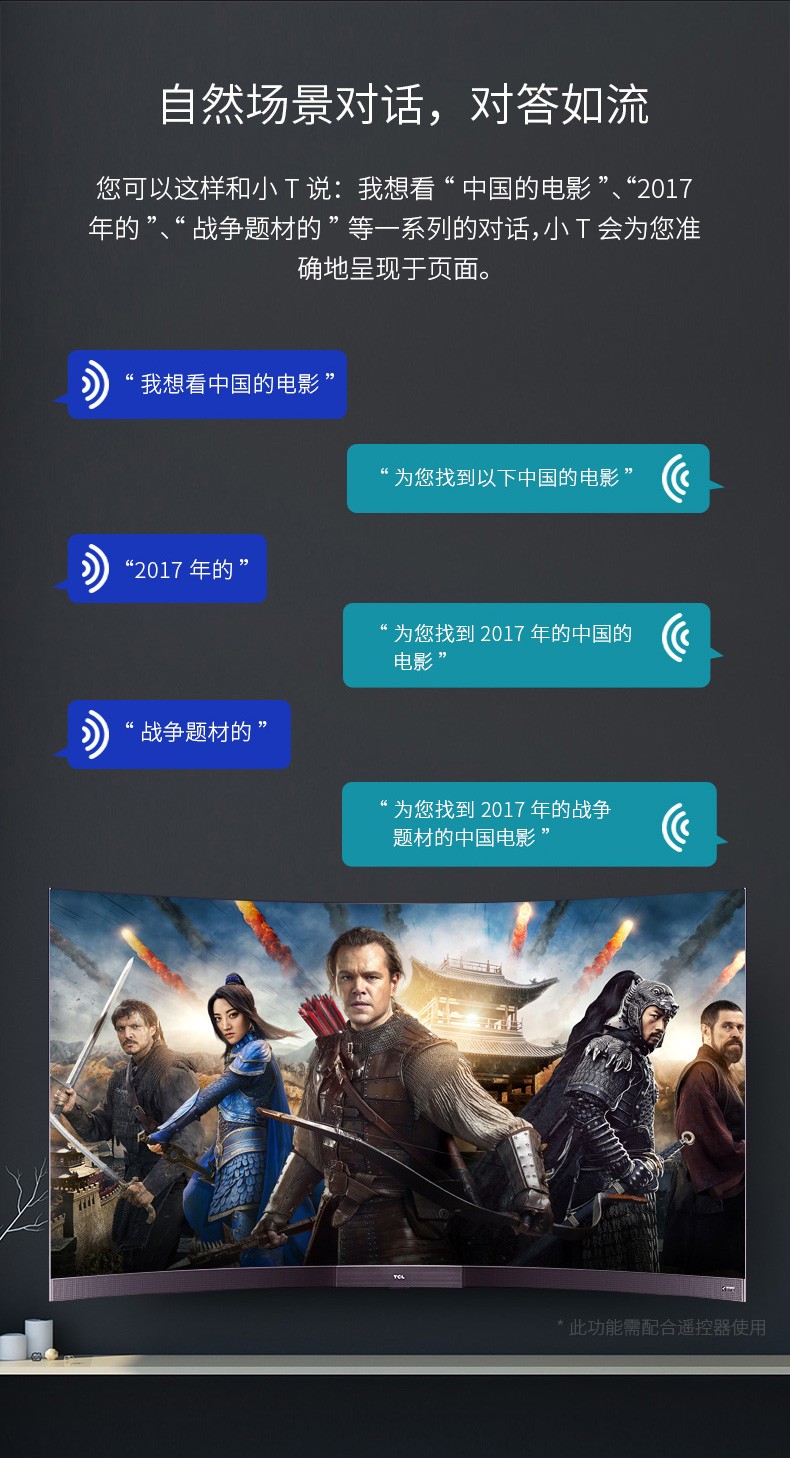 自然场景对话，对答如流
您可以这样和小 T 说：我想看 “ 中国的电影 ”、“2017
年的 ”、“ 战争题材的 ” 等一系列的对话，小 T 会为您准
确地呈现于页面。
“ 我想看中国的电影 ”
“ 为您找到以下中国的电影 ”
“2017 年的 ”
“ 为您找到 2017 年的中国的
电影 ”
“ 战争题材的 ”
“ 为您找到 2017 年的战争
题材的中国电影 ”
TCL
* 此功能需配合遥控器使用